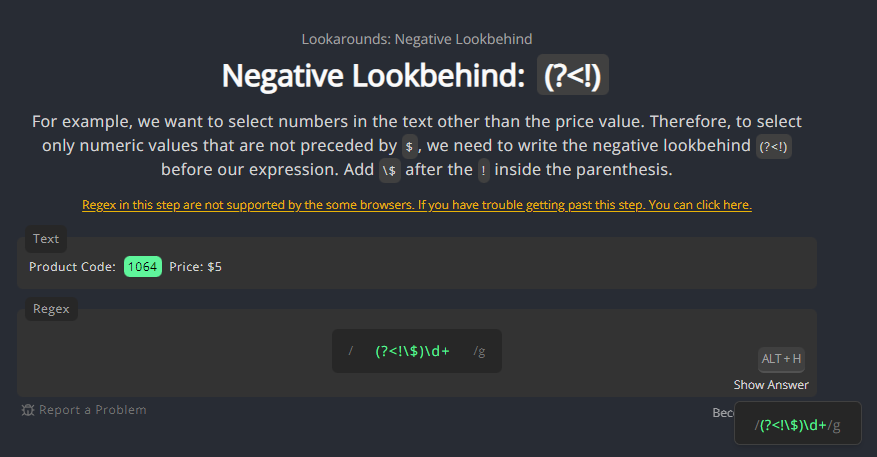 Lookarounds: Negative Lookbehind
Negative Lookbehind: (?<!)
For example, we want to select numbers in the text other than the price value. Therefore, to select
only numeric values that are not preceded by $, we need to write the negative lookbehind (?<!)
before our expression. Add \$ after the ! inside the parenthesis.
Regex in this step are not supported by the some browsers. If you have trouble getting past this step. You can click here.
Text
Product Code: 1064 Price: $5
Regex
/ (?<!\$)\d+ /g
ALT + H
Show Answer
Report a Problem
/(?<!\$)\d+/g